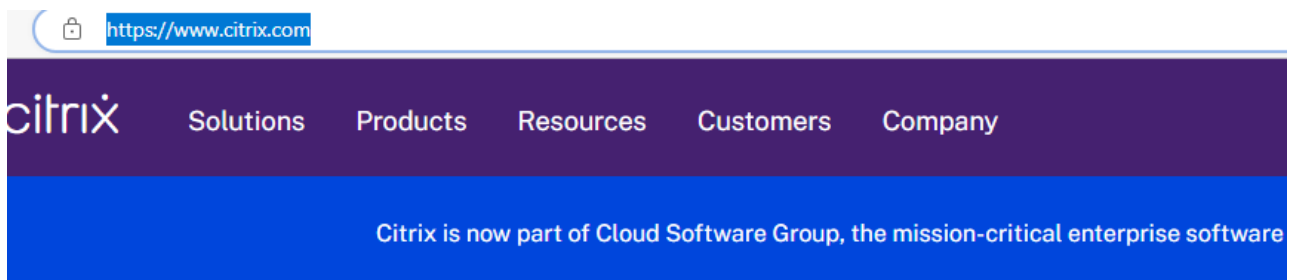 https://www.citrix.com
citrix Solutions Products Resources Customers Company
Citrix is now part of Cloud Software Group, the mission-critical enterprise software